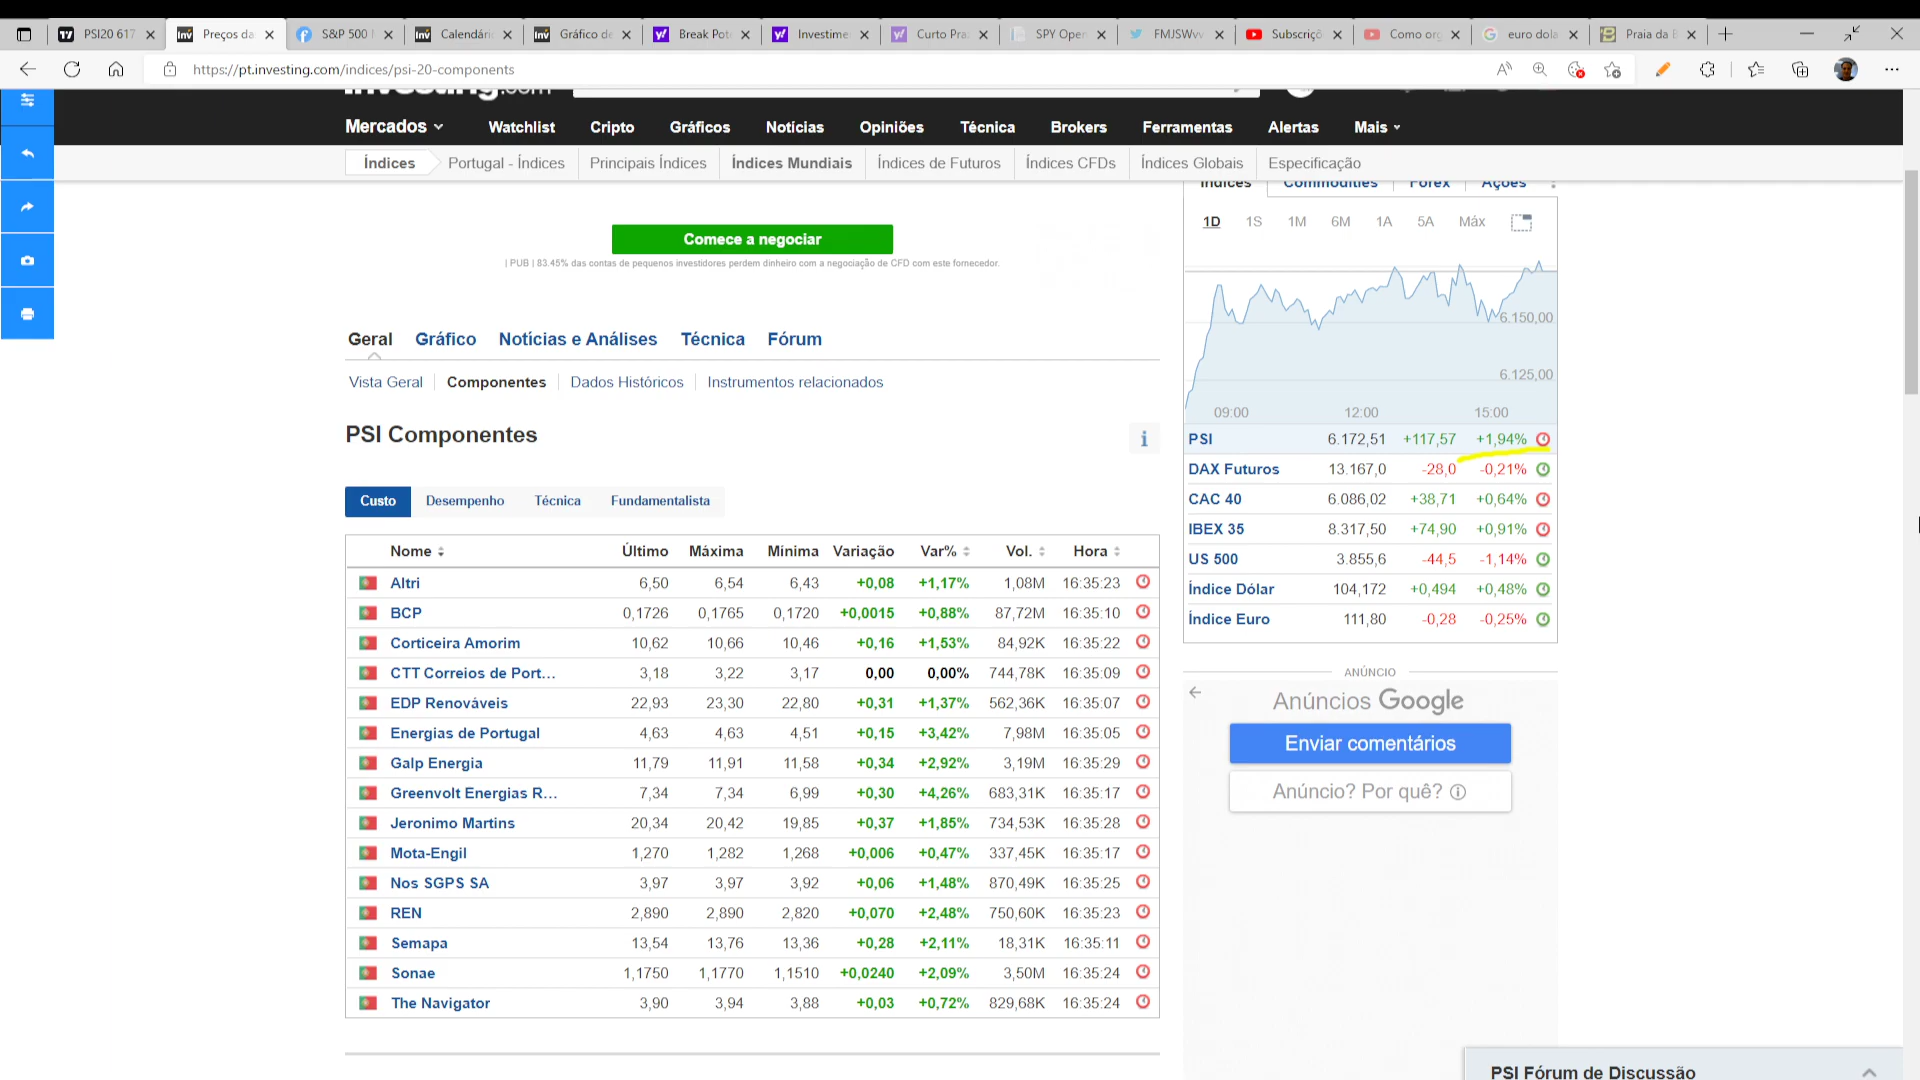 PSI20 617
Preços da
S&P 500
Calendári
Gráfico de
Break Pot
Investime
Curto Pra
SPY Open
FMJSWv
Subscriçõ
Como org
euro dola
Praia da B
https://pt.investing.com/indices/psi-20-components
Investing.com
Mercados
Watchlist
Cripto
Gráficos
Notícias
Opiniões
Técnica
Brokers
Ferramentas
Alertas
Mais
Índices
Portugal - Índices
Principais Índices
Índices Mundiais
Índices de Futuros
Índices CFDs
Índices Globais
Especificação
Índices
Commodities
Forex
Ações
1D 1S 1M 6M 1A 5A Máx
Comece a negociar
| PUB | 83.45% das contas de pequenos investidores perdem dinheiro com a negociação de CFD com este fornecedor.
6.150,00
6.125,00
09:00 12:00 15:00
Geral
Gráfico
Notícias e Análises
Técnica
Fórum
Vista Geral
Componentes
Dados Históricos
Instrumentos relacionados
PSI Componentes
Custo
Desempenho
Técnica
Fundamentalista
Nome Último Máxima Mínima Variação Var% Vol. Hora
Altri 6,50 6,54 6,43 +0,08 +1,17% 1,08M 16:35:23
BCP 0,1726 0,1765 0,1720 +0,0015 +0,88% 87,72M 16:35:10
Corticeira Amorim 10,62 10,66 10,46 +0,16 +1,53% 84,92K 16:35:22
CTT Correios de Port... 3,18 3,22 3,17 0,00 0,00% 744,78K 16:35:09
EDP Renováveis 22,93 23,30 22,80 +0,31 +1,37% 562,36K 16:35:07
Energias de Portugal 4,63 4,63 4,51 +0,15 +3,42% 7,98M 16:35:05
Galp Energia 11,79 11,91 11,58 +0,34 +2,92% 3,19M 16:35:29
Greenvolt Energias R... 7,34 7,34 6,99 +0,30 +4,26% 683,31K 16:35:17
Jeronimo Martins 20,34 20,42 19,85 +0,37 +1,85% 734,53K 16:35:28
Mota-Engil 1,270 1,282 1,268 +0,006 +0,47% 337,45K 16:35:17
Nos SGPS SA 3,97 3,97 3,92 +0,06 +1,48% 870,49K 16:35:25
REN 2,890 2,890 2,820 +0,070 +2,48% 750,60K 16:35:23
Semapa 13,54 13,76 13,36 +0,28 +2,11% 18,31K 16:35:11
Sonae 1,1750 1,1770 1,1510 +0,0240 +2,09% 3,50M 16:35:24
The Navigator 3,90 3,94 3,88 +0,03 +0,72% 829,68K 16:35:24
PSI 6.172,51 +117,57 +1,94%
DAX Futuros 13.167,0 -28,0 -0,21%
CAC 40 6.086,02 +38,71 +0,64%
IBEX 35 8.317,50 +74,90 +0,91%
US 500 3.855,6 -44,5 -1,14%
Índice Dólar 104,172 +0,494 +0,48%
Índice Euro 111,80 -0,28 -0,25%
ANÚNCIO
Anúncios Google
Enviar comentários
Anúncio? Por quê?
PSI Fórum de Discussão